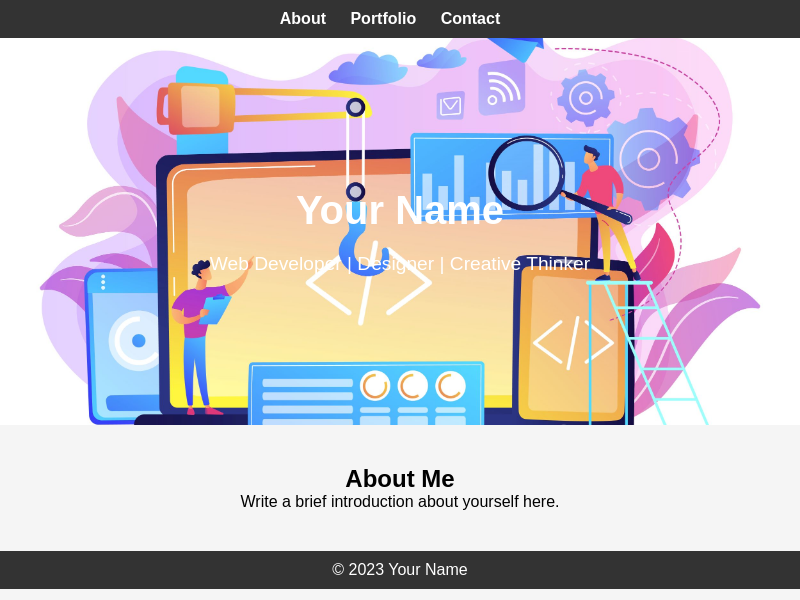 About Portfolio Contact
Your Name
Web Developer | Designer | Creative Thinker
</>
</>
About Me
Write a brief introduction about yourself here.
© 2023 Your Name